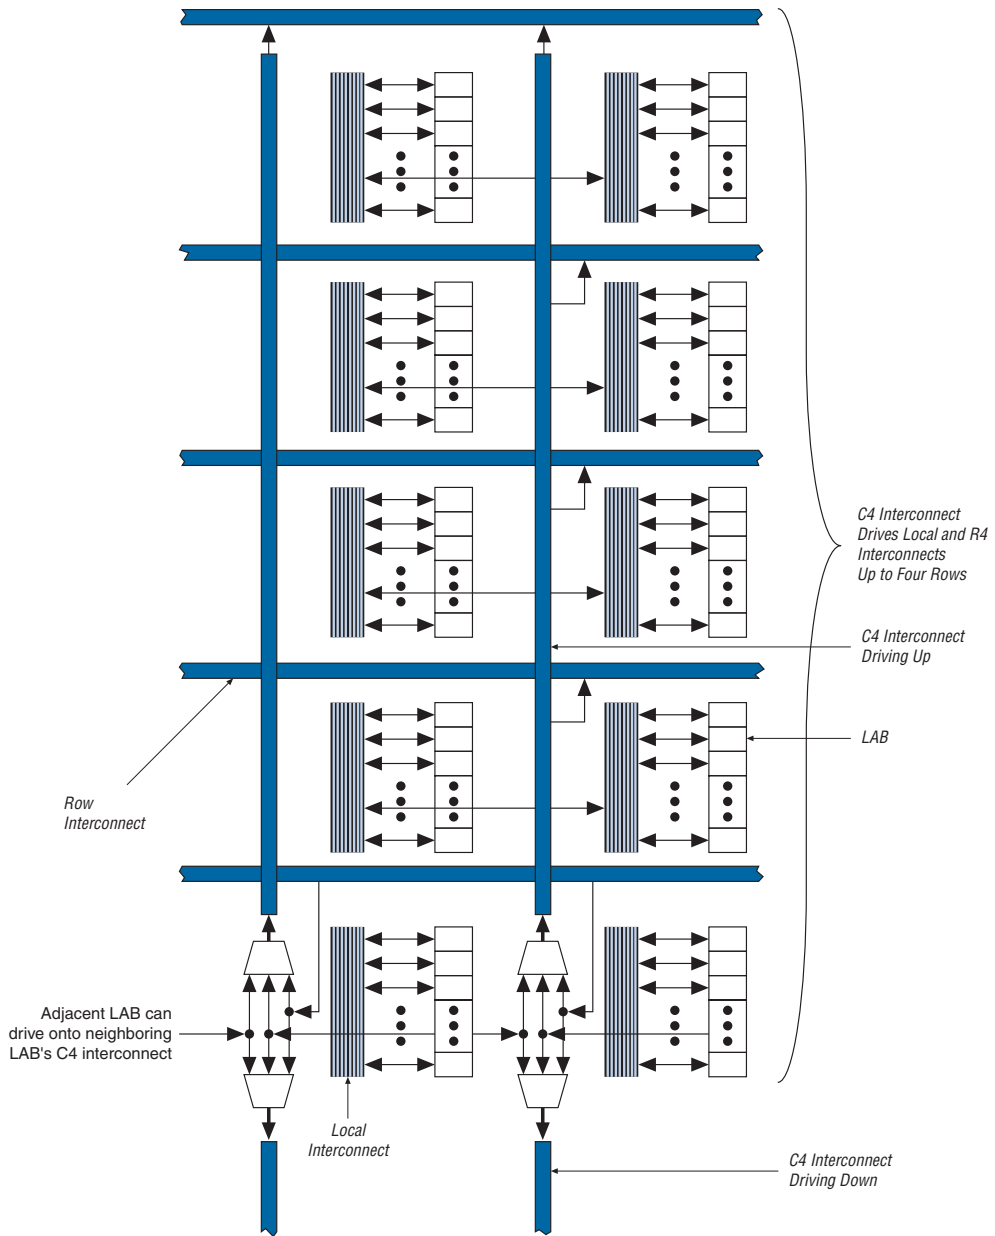 C4 Interconnect
Drives Local and R4
Interconnects
Up to Four Rows
C4 Interconnect
Driving Up
LAB
Row
Interconnect
Adjacent LAB can
drive onto neighboring
LAB's C4 interconnect
Local
Interconnect
C4 Interconnect
Driving Down